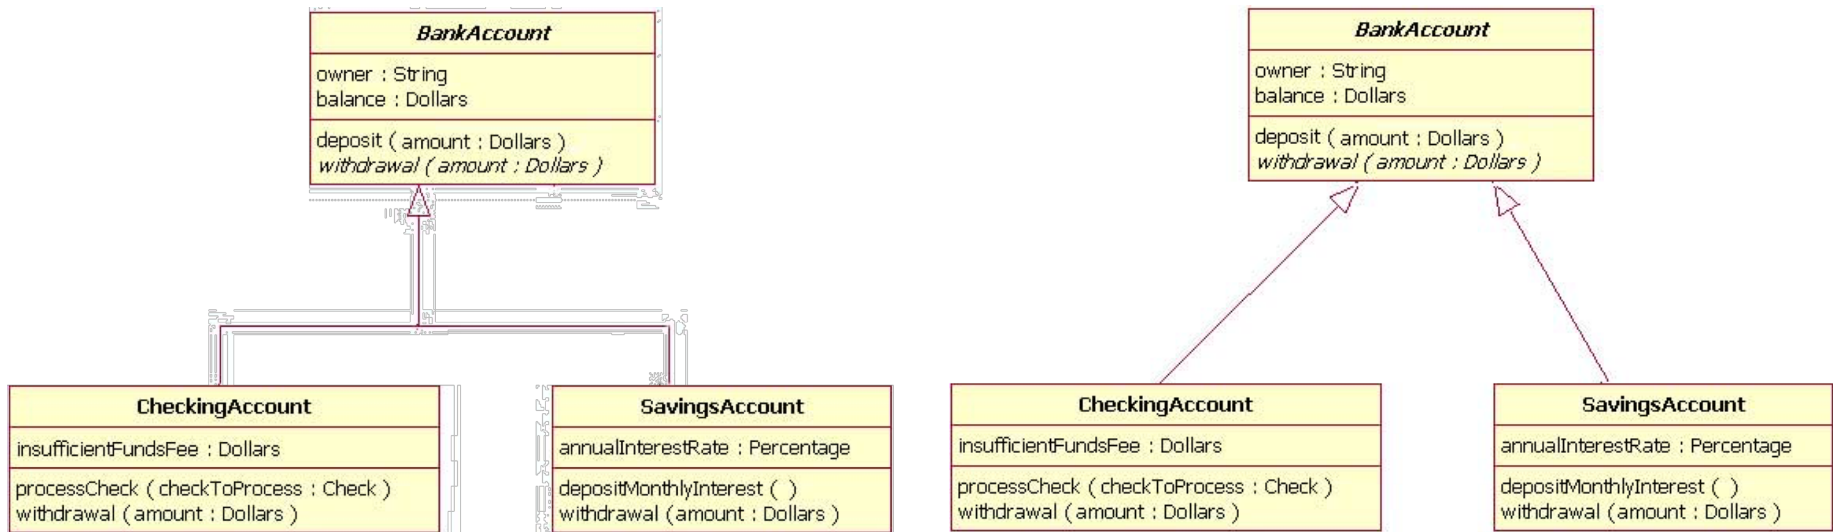 BankAccount
owner : String
balance : Dollars
deposit ( amount : Dollars )
withdrawal ( amount : Dollars )
CheckingAccount
insufficientFundsFee : Dollars
processCheck ( checkToProcess : Check )
withdrawal ( amount : Dollars )
SavingsAccount
annualInterestRate : Percentage
depositMonthlyInterest ( )
withdrawal ( amount : Dollars )
BankAccount
owner : String
balance : Dollars
deposit ( amount : Dollars )
withdrawal ( amount : Dollars )
CheckingAccount
insufficientFundsFee : Dollars
processCheck ( checkToProcess : Check )
withdrawal ( amount : Dollars )
SavingsAccount
annualInterestRate : Percentage
depositMonthlyInterest ( )
withdrawal ( amount : Dollars )